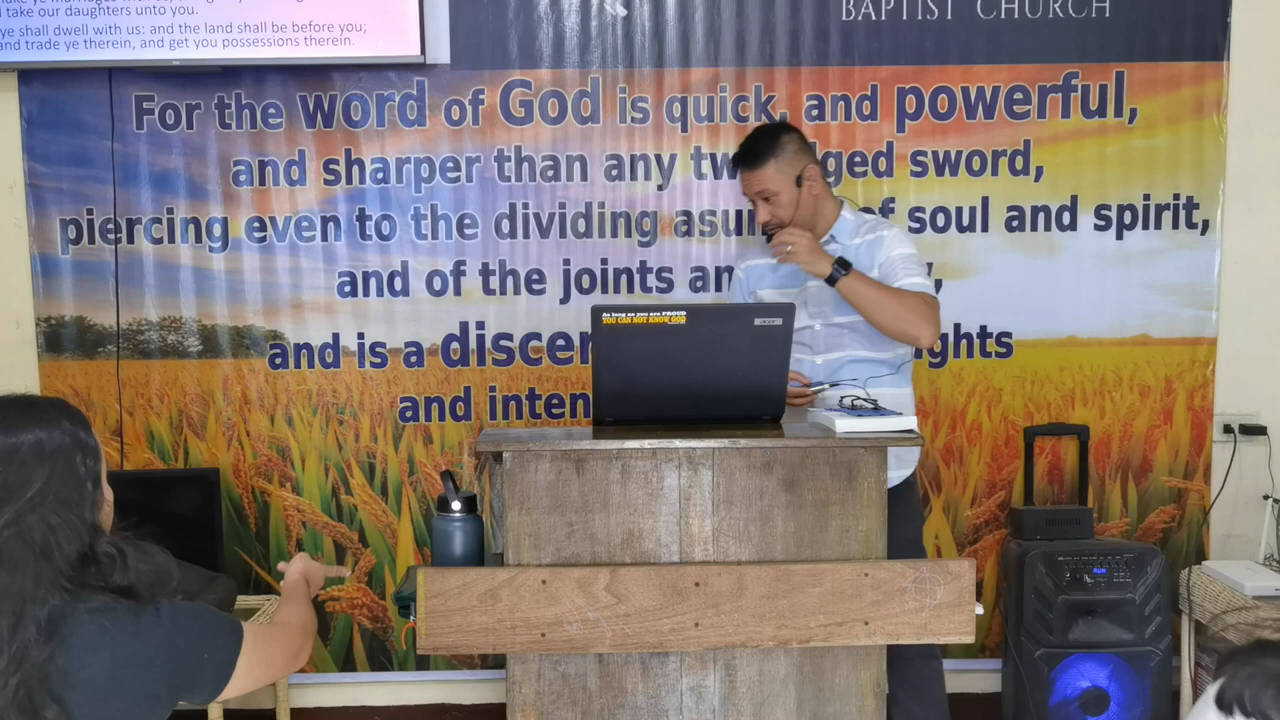 take our daughters unto you.
ye shall dwell with us: and the land shall be before you;
and trade ye therein, and get you possessions therein.
BAPTIST CHURCH
For the word of God is quick, and powerful,
and sharper than any tw dged sword,
piercing even to the dividing asun of soul and spirit,
and of the joints an
and is a discer ghts
and inten
As long as you are PROUD
YOU CAN NOT KNOW GOD
acer